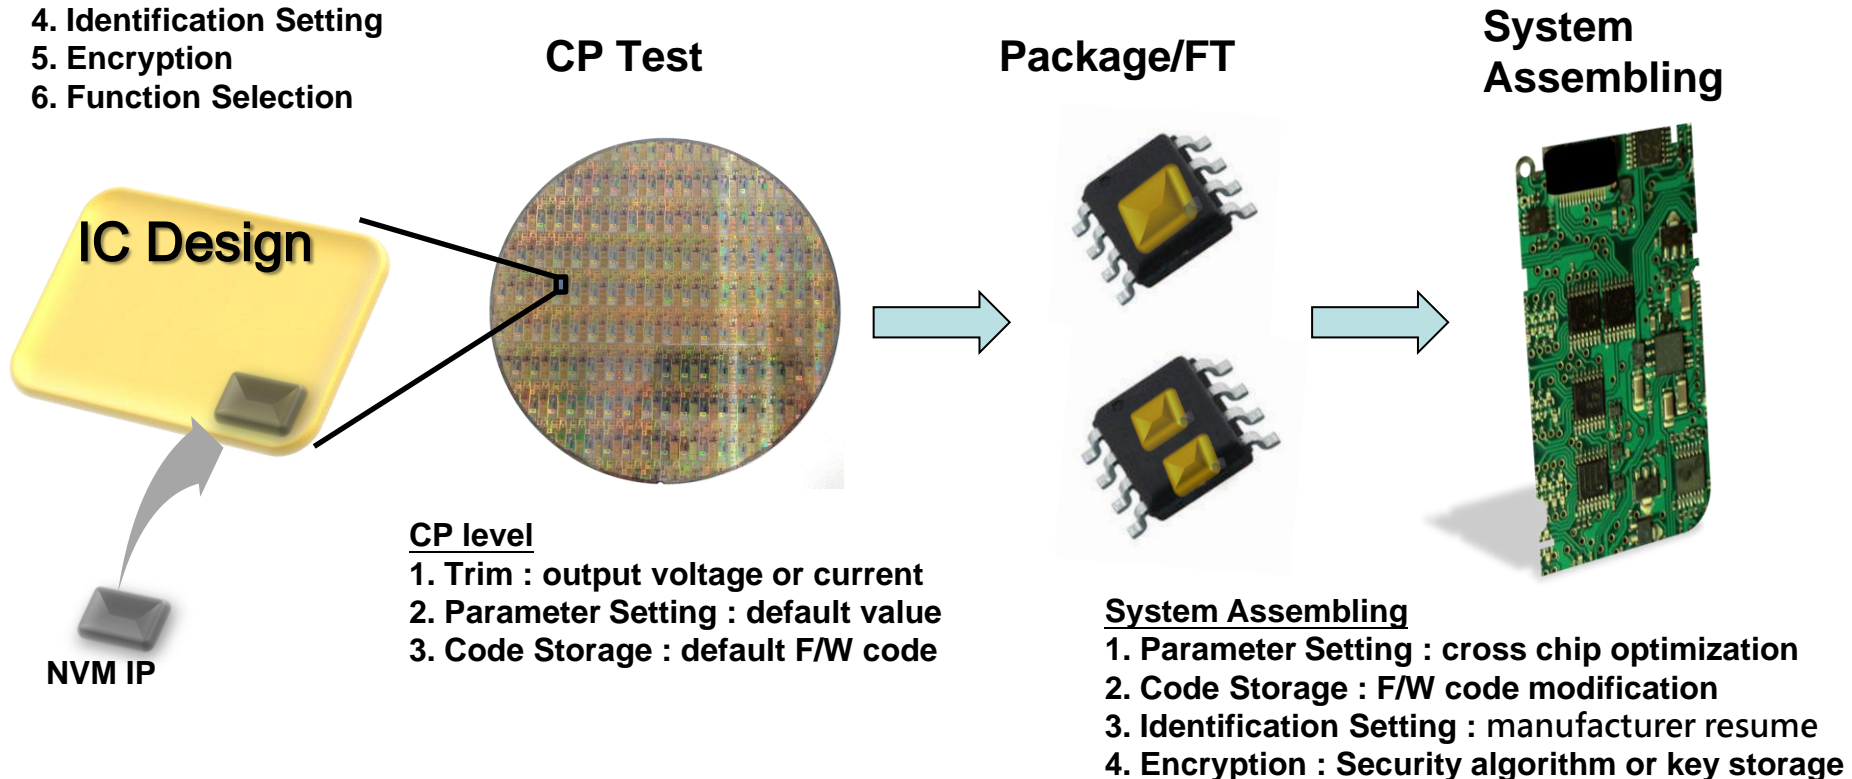 4. Identification Setting
5. Encryption
6. Function Selection
CP Test
Package/FT
System
Assembling
IC Design
NVM IP
CP level
1. Trim : output voltage or current
2. Parameter Setting : default value
3. Code Storage : default F/W code
System Assembling
1. Parameter Setting : cross chip optimization
2. Code Storage : F/W code modification
3. Identification Setting : manufacturer resume
4. Encryption : Security algorithm or key storage